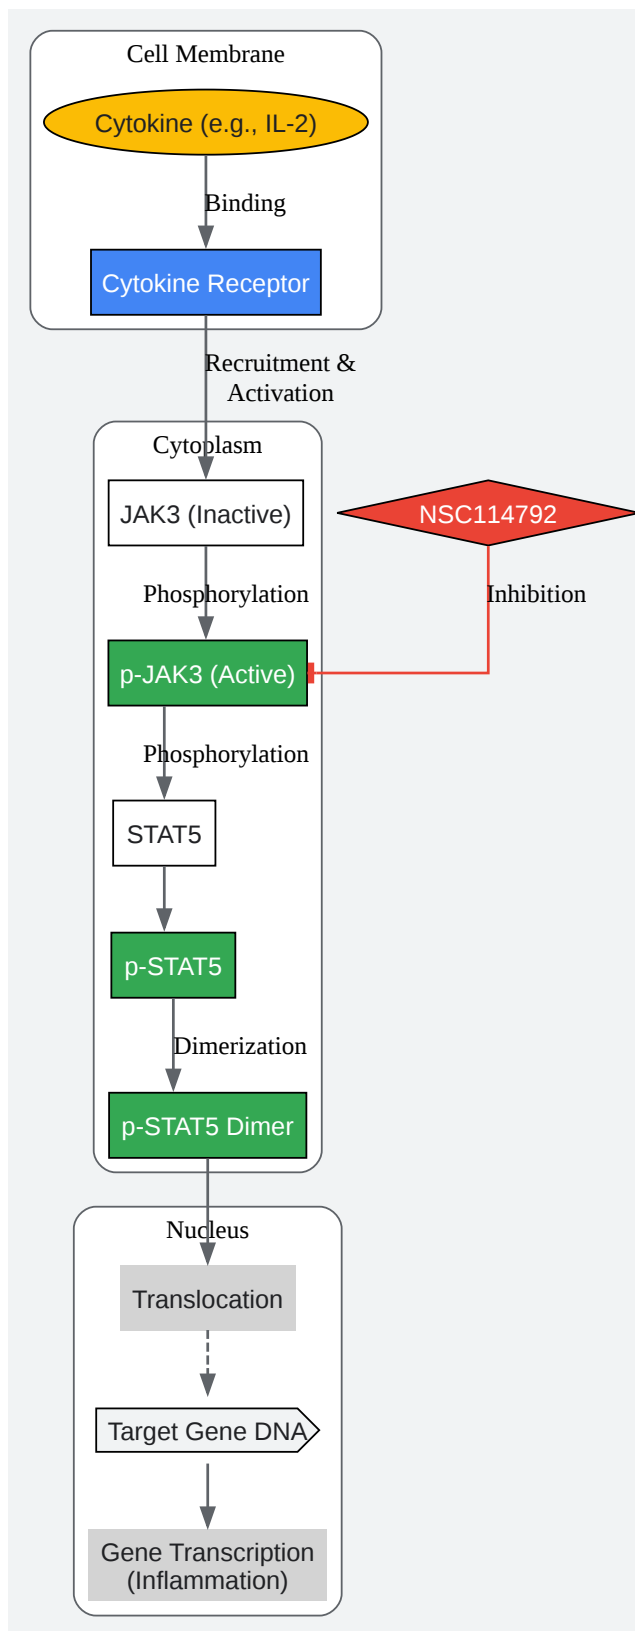 Cell Membrane
Cytokine (e.g., IL-2)
Binding
Cytokine Receptor
Recruitment &
Activation
Cytoplasm
JAK3 (Inactive)
NSC114792
Phosphorylation
Inhibition
p-JAK3 (Active)
Phosphorylation
STAT5
p-STAT5
Dimerization
p-STAT5 Dimer
Nucleus
Translocation
Target Gene DNA
Gene Transcription
(Inflammation)